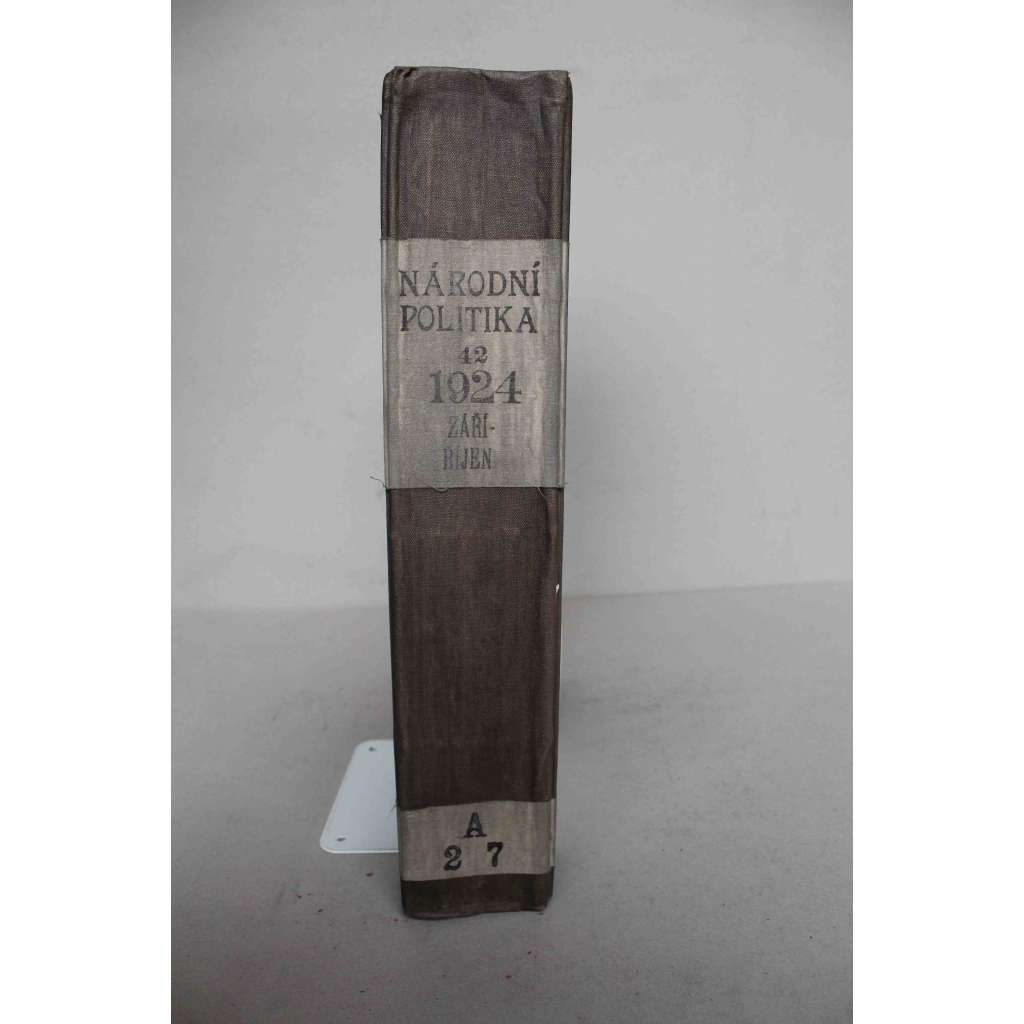 NÁRODNÍ
POLITIKA
42
1924
ZÁŘÍ-
ŘÍJEN
A
2 7